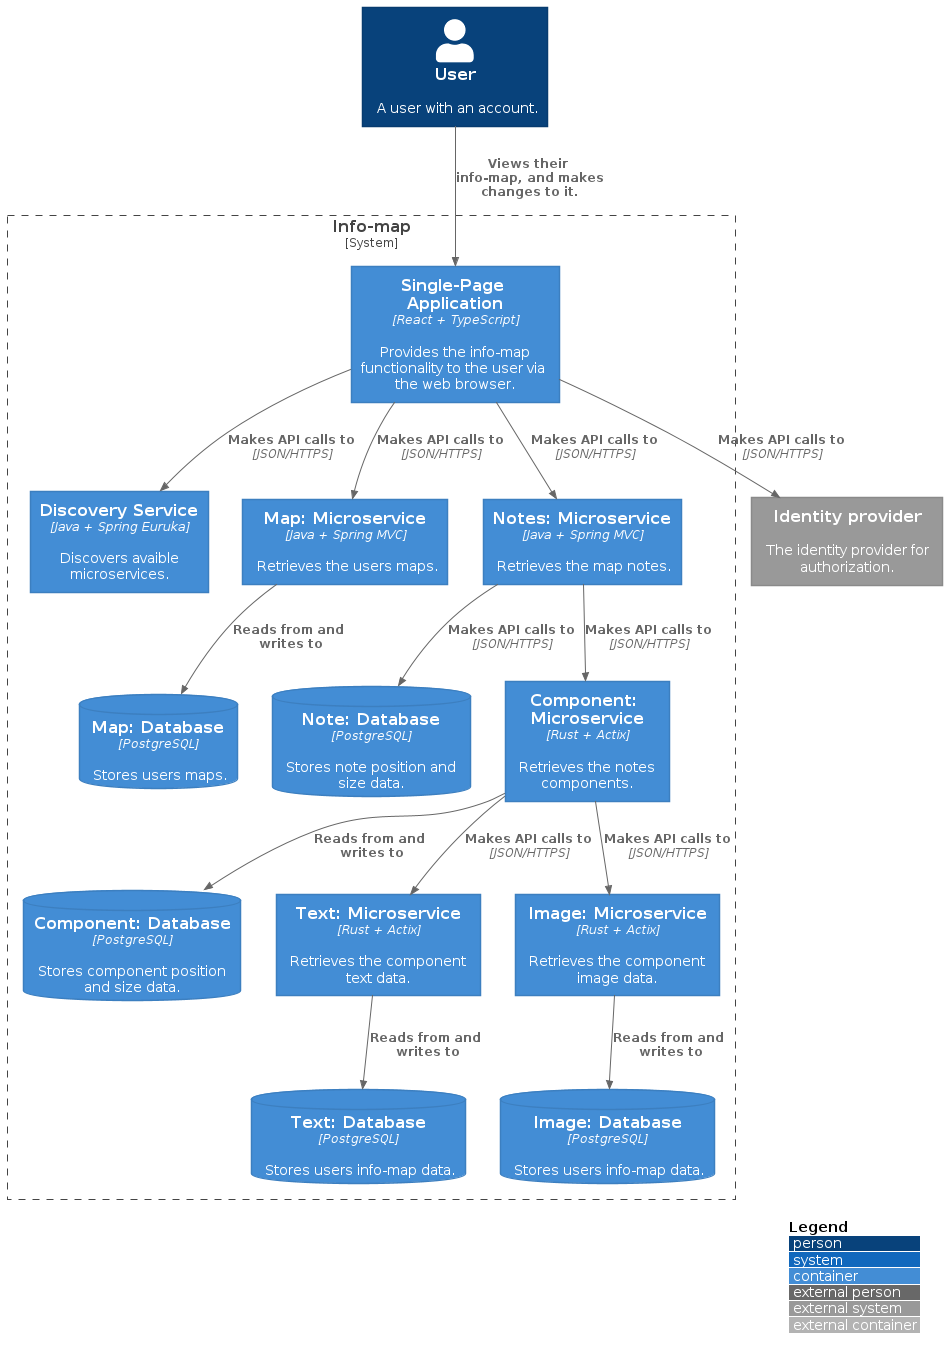 User
A user with an account.
Views their
info-map, and makes
changes to it.
Info-map
[System]
Single-Page
Application
[React + TypeScript]
Provides the info-map
functionality to the user via
the web browser.
Makes API calls to
[JSON/HTTPS]
Makes API calls to
[JSON/HTTPS]
Makes API calls to
[JSON/HTTPS]
Makes API calls to
[JSON/HTTPS]
Discovery Service
[Java + Spring Euruka]
Discovers avaible
microservices.
Map: Microservice
[Java + Spring MVC]
Retrieves the users maps.
Notes: Microservice
[Java + Spring MVC]
Retrieves the map notes.
Identity provider
The identity provider for
authorization.
Reads from and
writes to
Makes API calls to
[JSON/HTTPS]
Makes API calls to
[JSON/HTTPS]
Map: Database
[PostgreSQL]
Stores users maps.
Note: Database
[PostgreSQL]
Stores note position and
size data.
Component:
Microservice
[Rust + Actix]
Retrieves the notes
components.
Reads from and
writes to
Makes API calls to
[JSON/HTTPS]
Makes API calls to
[JSON/HTTPS]
Component: Database
[PostgreSQL]
Stores component position
and size data.
Text: Microservice
[Rust + Actix]
Retrieves the component
text data.
Image: Microservice
[Rust + Actix]
Retrieves the component
image data.
Reads from and
writes to
Reads from and
writes to
Text: Database
[PostgreSQL]
Stores users info-map data.
Image: Database
[PostgreSQL]
Stores users info-map data.
Legend
person
system
container
external person
external system
external container